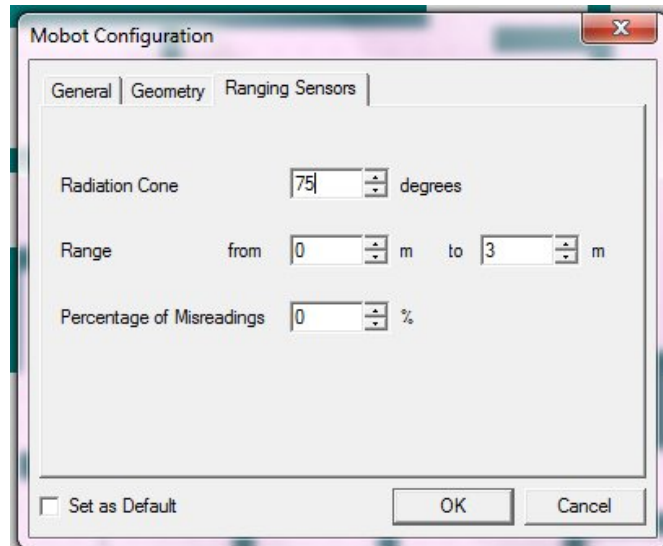 Mobot Configuration
General Geometry Ranging Sensors
Radiation Cone 75 degrees
Range from 0 m to 3 m
Percentage of Misreadings 0 %
Set as Default OK Cancel